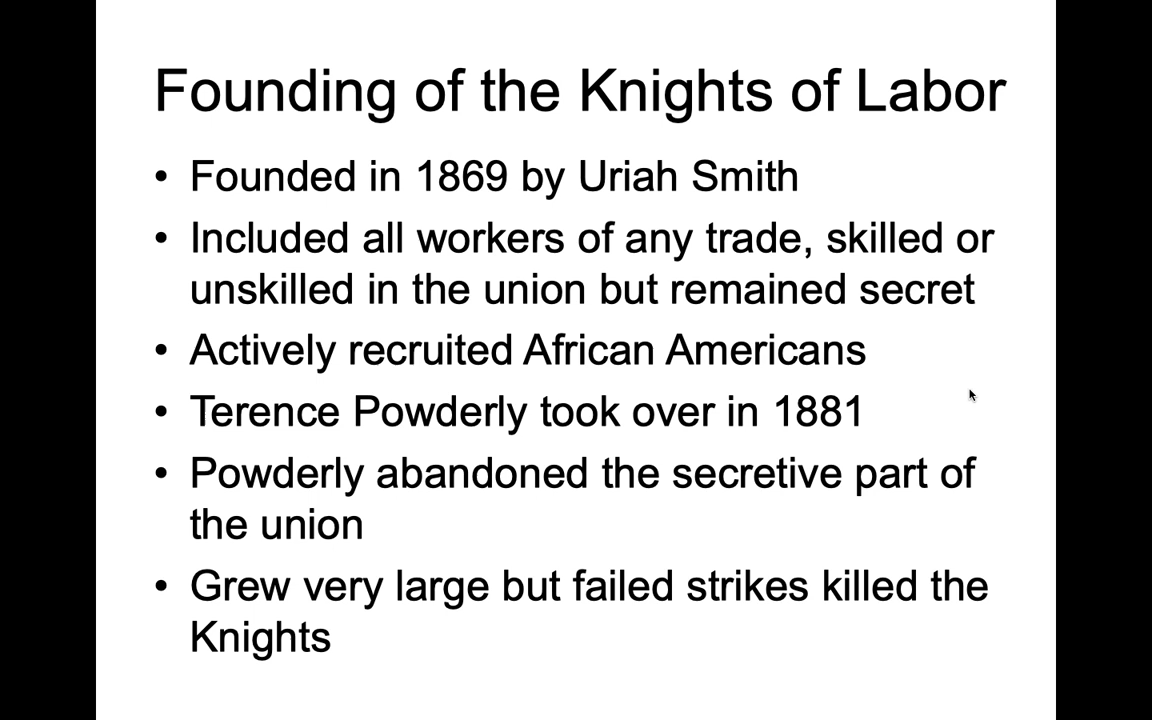 Founding of the Knights of Labor
• Founded in 1869 by Uriah Smith
• Included all workers of any trade, skilled or
unskilled in the union but remained secret
• Actively recruited African Americans
• Terence Powderly took over in 1881
• Powderly abandoned the secretive part of
the union
• Grew very large but failed strikes killed the
Knights